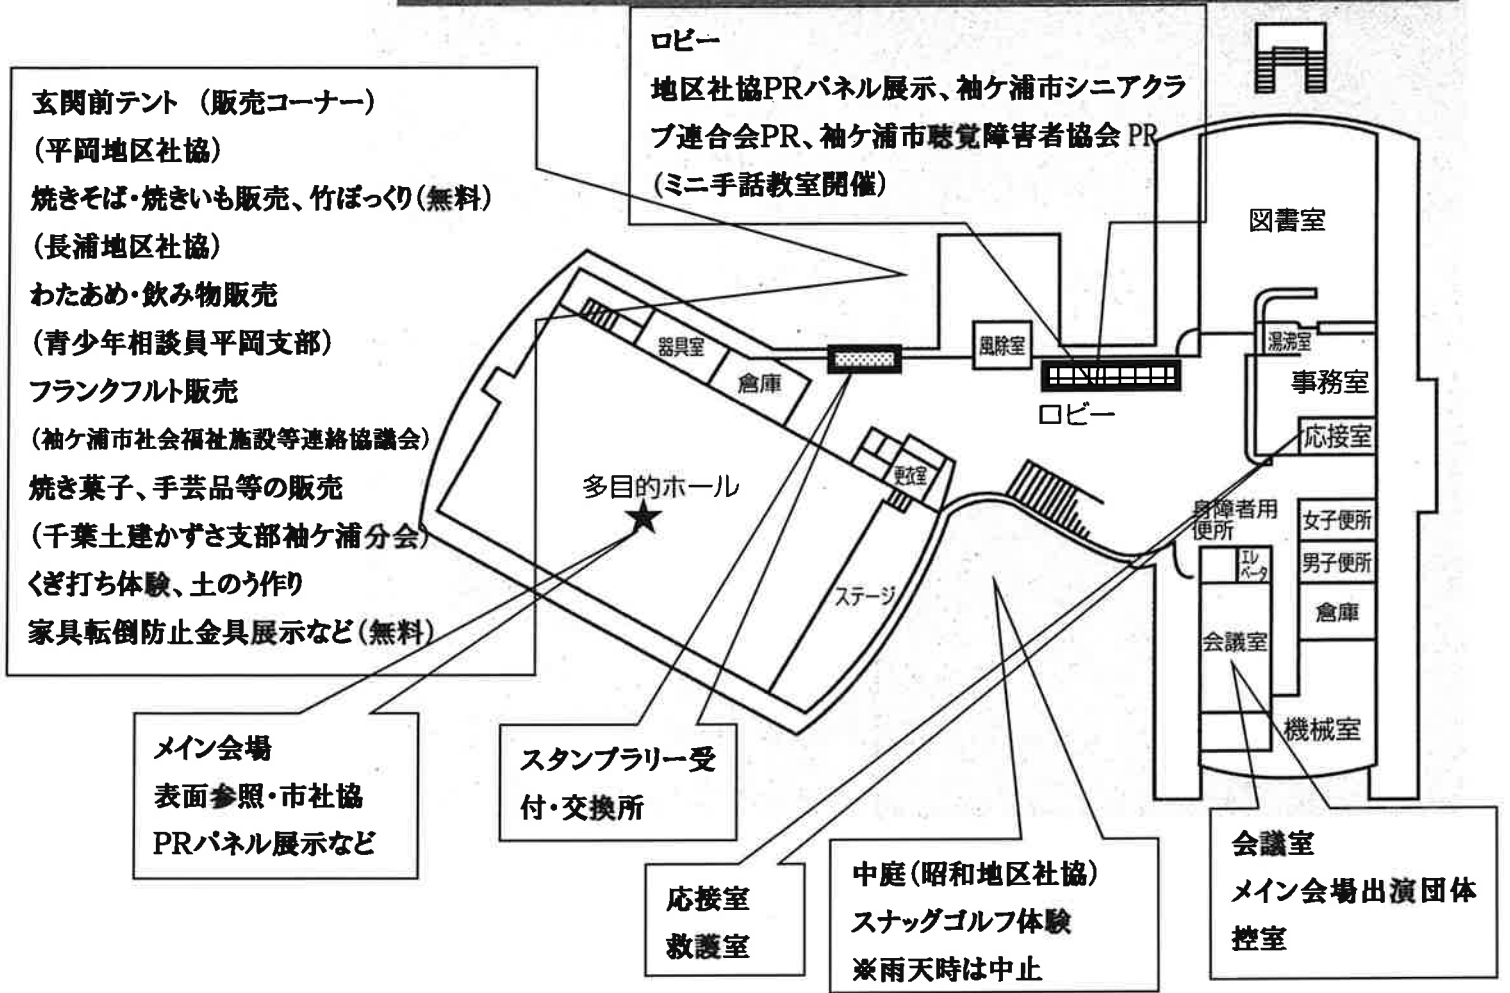 玄関前テント （販売コーナー）
（平岡地区社協）
焼きそば・焼きいも販売、竹ぽっくり（無料）
（長浦地区社協）
わたあめ・飲み物販売
（青少年相談員平岡支部）
フランクフルト販売
（袖ケ浦市社会福祉施設等連絡協議会）
焼き菓子、手芸品等の販売
（千葉土建かずさ支部袖ケ浦分会）
くぎ打ち体験、土のう作り
家具転倒防止金具展示など（無料）
ロビー
地区社協PRパネル展示、袖ケ浦市シニアクラ
ブ連合会PR、袖ケ浦市聴覚障害者協会 PR
（ミニ手話教室開催）
図書室
湯沸室
事務室
応接室
風除室
ロビー
器具室
倉庫
更衣室
多目的ホール
★
ステージ
身障者用
便所
女子便所
エレ
ベータ
男子便所
倉庫
会議室
機械室
メイン会場
表面参照・市社協
PRパネル展示など
スタンプラリー受
付・交換所
応接室
救護室
中庭（昭和地区社協）
スナッグゴルフ体験
※雨天時は中止
会議室
メイン会場出演団体
控室